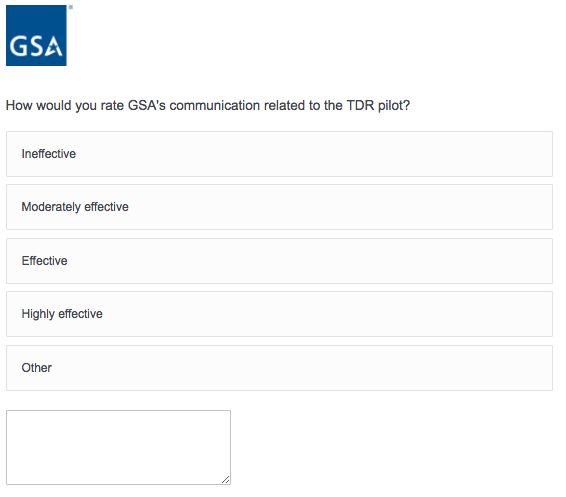 GSA
How would you rate GSA's communication related to the TDR pilot?
Ineffective
Moderately effective
Effective
Highly effective
Other